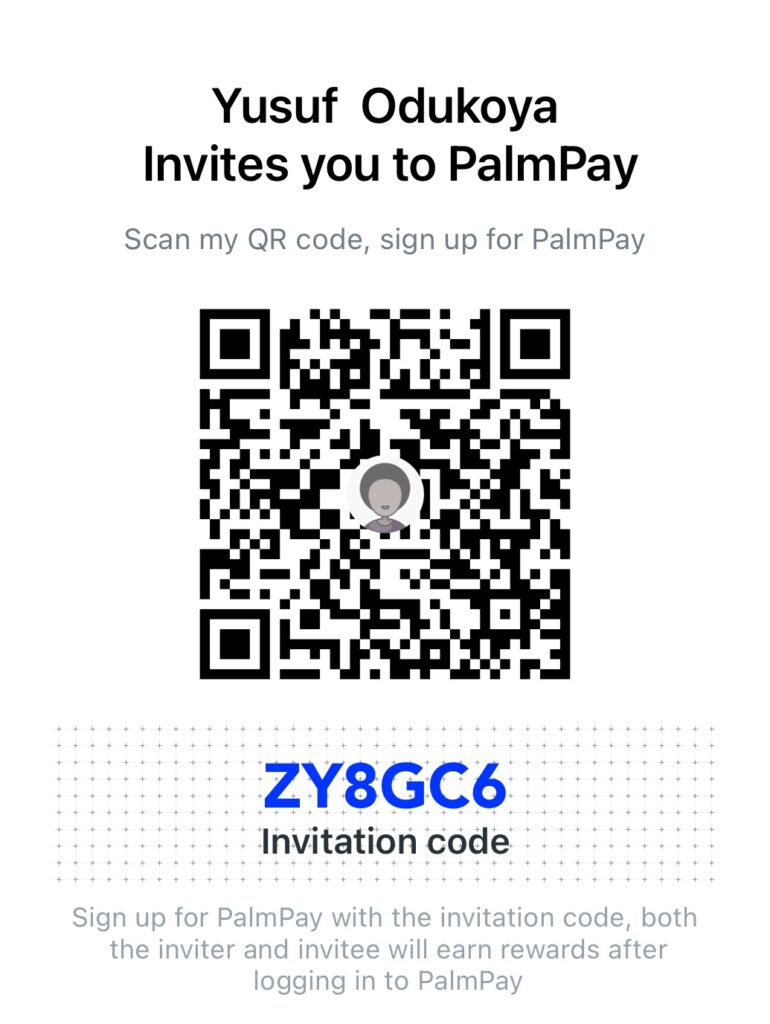 Yusuf  Odukoya
Invites you to PalmPay
Scan my QR code, sign up for PalmPay
ZY8GC6
Invitation code
Sign up for PalmPay with the invitation code, both
the inviter and invitee will earn rewards after
logging in to PalmPay